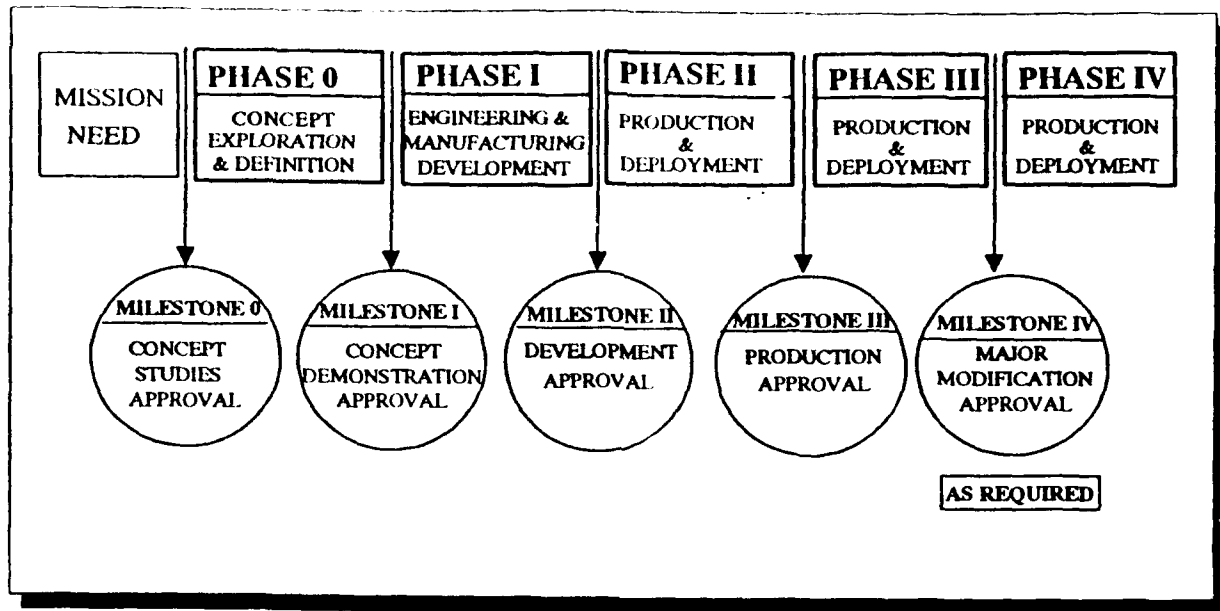 MISSION
NEED
PHASE 0
CONCEPT
EXPLORATION
& DEFINITION
PHASE I
ENGINEERING &
MANUFACTURING
DEVELOPMENT
PHASE II
PRODUCTION
&
DEPLOYMENT
PHASE III
PRODUCTION
&
DEPLOYMENT
PHASE IV
PRODUCTION
&
DEPLOYMENT
MILESTONE 0
CONCEPT
STUDIES
APPROVAL
MILESTONE I
CONCEPT
DEMONSTRATION
APPROVAL
MILESTONE II
DEVELOPMENT
APPROVAL
MILESTONE III
PRODUCTION
APPROVAL
MILESTONE IV
MAJOR
MODIFICATION
APPROVAL
AS REQUIRED